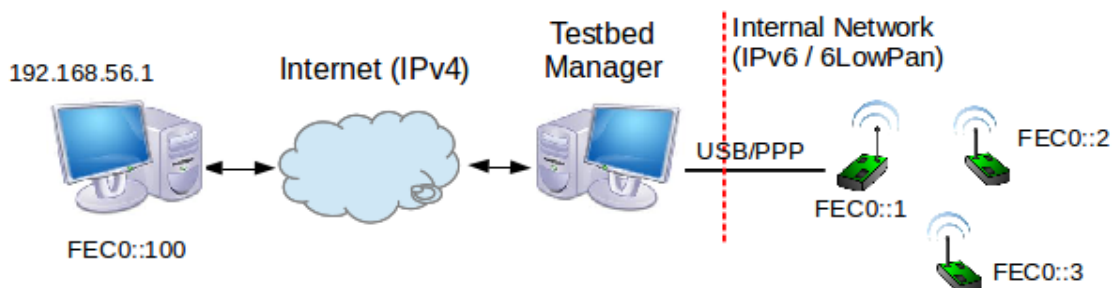 192.168.56.1
FEC0::100
Internet (IPv4)
Testbed
Manager
Internal Network
(IPv6 / 6LowPan)
USB/PPP
FEC0::1
FEC0::2
FEC0::3